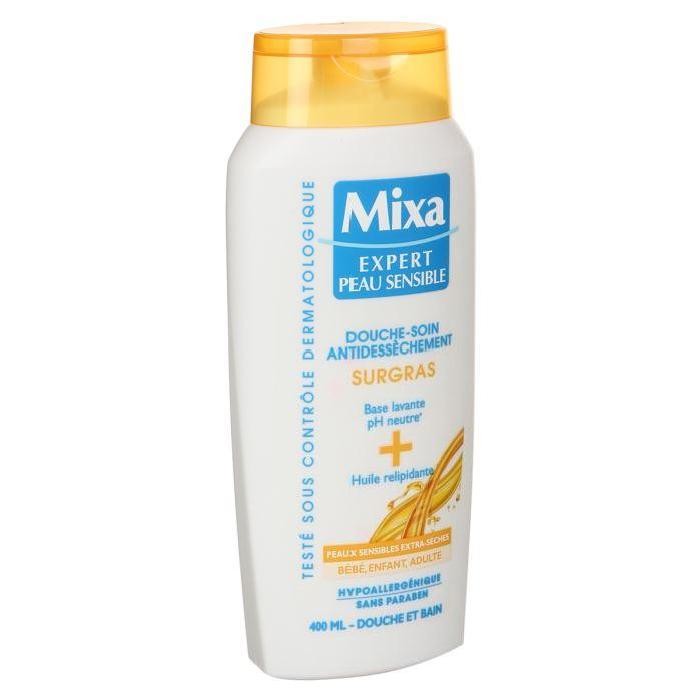 Mixa
EXPERT
PEAU SENSIBLE
DOUCHE-SOIN
ANTIDESSÈCHEMENT
SURGRAS
Base lavante
pH neutre*
+
Huile relipidante
PEAUX SENSIBLES EXTRA-SÈCHES
BÉBÉ, ENFANT, ADULTE
HYPOALLERGÉNIQUE
SANS PARABEN
400 ML - DOUCHE ET BAIN
TESTÉ SOUS CONTRÔLE DERMATOLOGIQUE